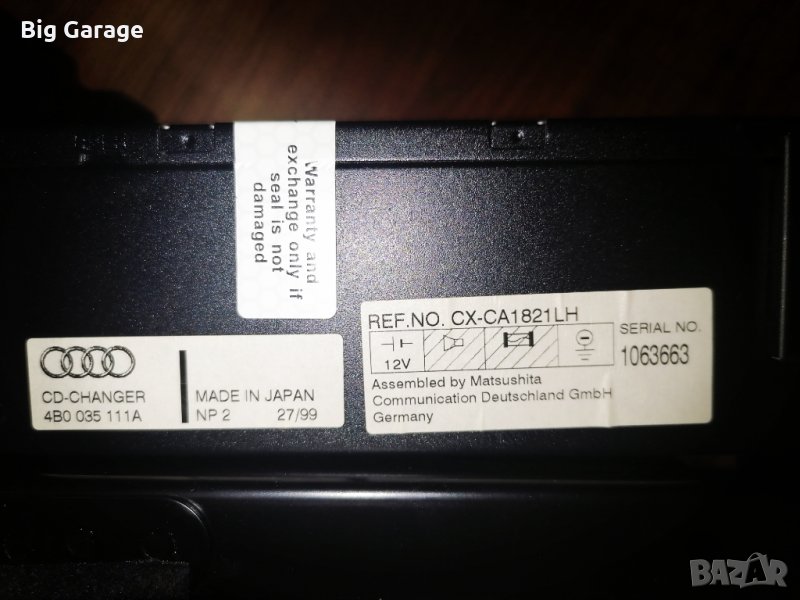 Big Garage
Warranty and
exchange only if
seal is not
damaged
REF.NO. CX-CA1821LH
12V
SERIAL NO.
1063663
Assembled by Matsushita
Communication Deutschland GmbH
Germany
CD-CHANGER
4B0 035 111A
MADE IN JAPAN
NP 2 27/99
BAZAR